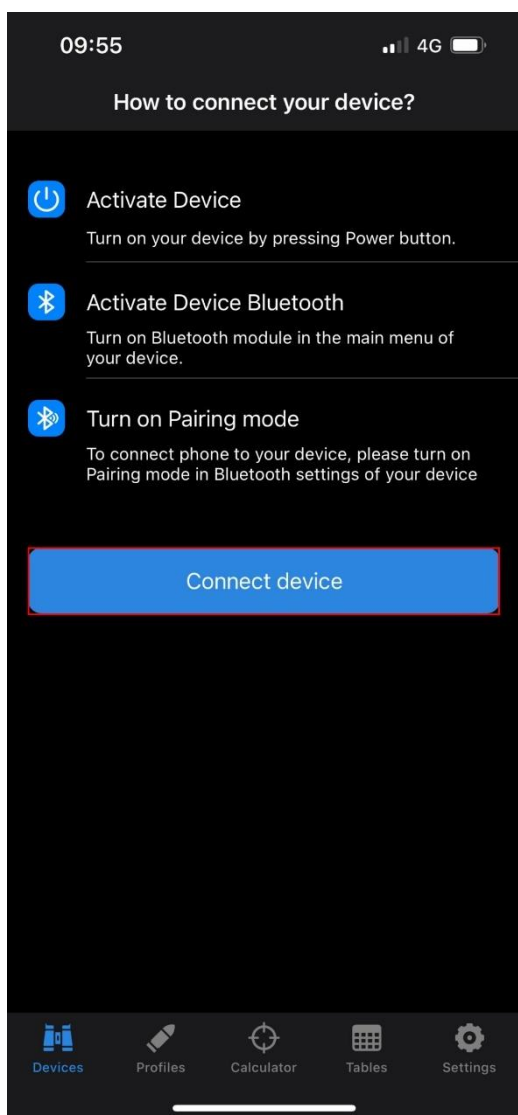 09:55
4G
How to connect your device?
Activate Device
Turn on your device by pressing Power button.
Activate Device Bluetooth
Turn on Bluetooth module in the main menu of
your device.
Turn on Pairing mode
To connect phone to your device, please turn on
Pairing mode in Bluetooth settings of your device
Connect device
Devices
Profiles
Calculator
Tables
Settings